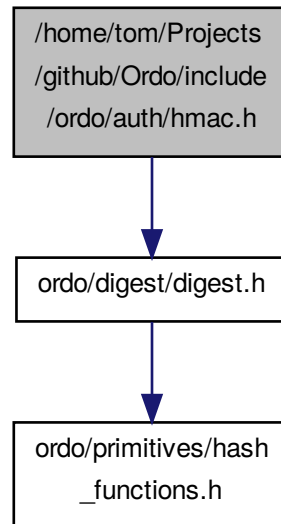 /home/tom/Projects
/github/Ordo/include
/ordo/auth/hmac.h
ordo/digest/digest.h
ordo/primitives/hash
_functions.h